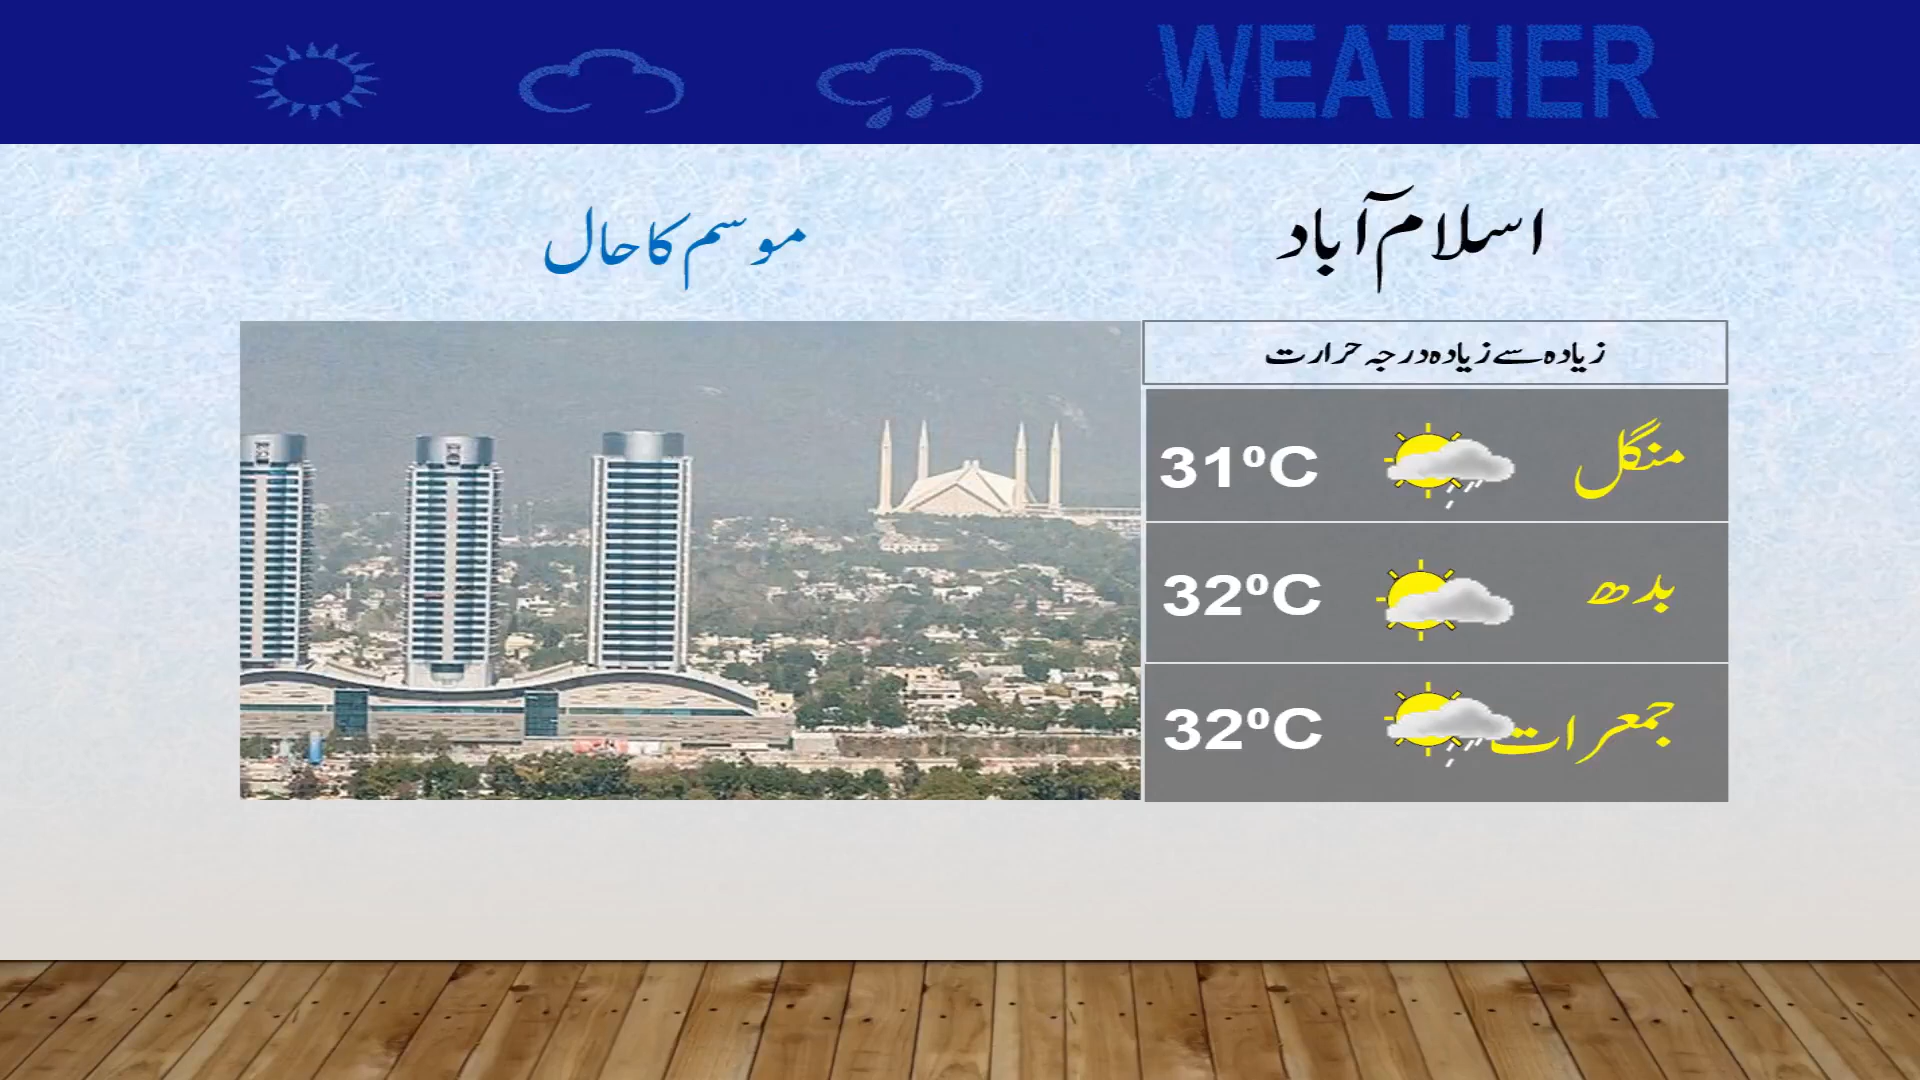 WEATHER
اسلام آباد
موسم کا حال
زیادہ سے زیادہ درجہ حرارت
منگل
31ºC
بدھ
32ºC
جمعرات
32ºC